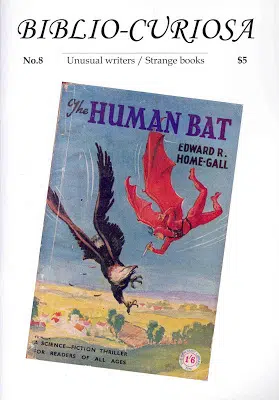 BIBLIO-CURIOSA
No.8 Unusual writers / Strange books $5
The HUMAN BAT
EDWARD R.
HOME-GALL
A SCIENCE-FICTION THRILLER
FOR READERS OF ALL AGES
1/6